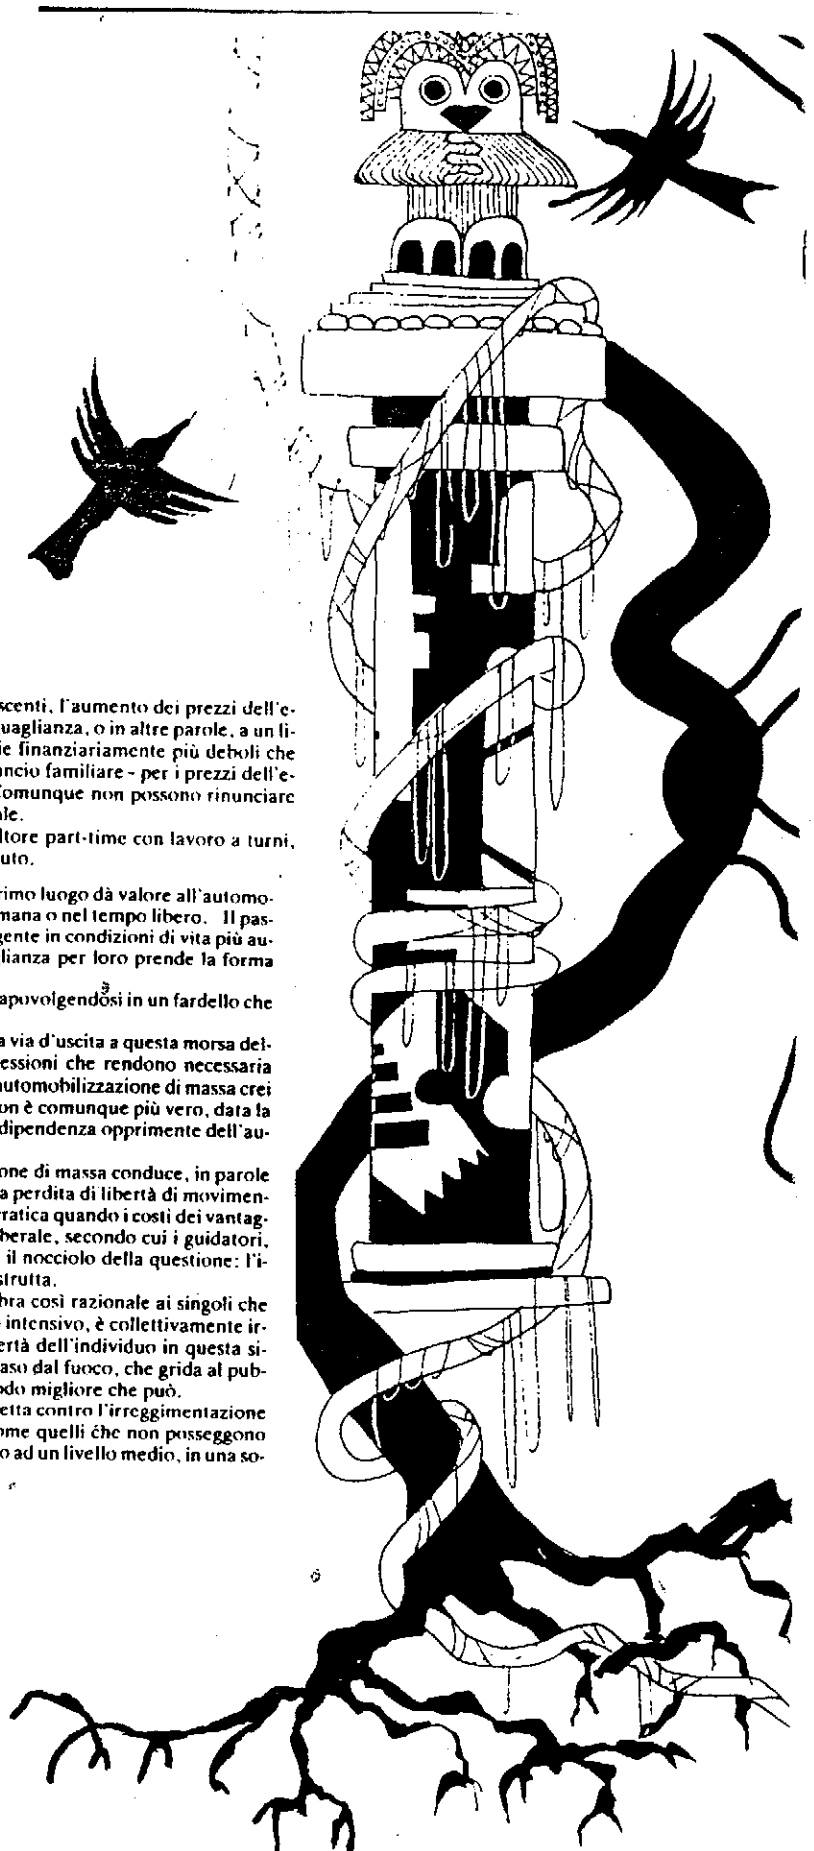 scenti, l'aumento dei prezzi dell'e-
uaglianza, o in altre parole, a un li-
ie finanziariamente più deboli che
ancio familiare - per i prezzi dell'e-
Comunque non possono rinunciare
ale.
ltore part-time con lavoro a turni,
uto.
rimo luogo dà valore all'automo-
mana o nel tempo libero. Il pas-
gente in condizioni di vita più au-
lianza per loro prende la forma
apovolgendosi in un fardello che
a via d'uscita a questa morsa del-
essioni che rendono necessaria
automobilizzazione di massa crei
on è comunque più vero, data la
dipendenza opprimente dell'au-
one di massa conduce, in parole
a perdita di libertà di movimen-
ratica quando i costi dei vantag-
berale, secondo cui i guidatori,
il nocciolo della questione: l'i-
strutta.
bra così razionale ai singoli che
intensivo, è collettivamente ir-
ertà dell'individuo in questa si-
aso dal fuoco, che grida al pub-
odo migliore che può.
etta contro l'irreggimentazione
ome quelli che non posseggono
o ad un livello medio, in una so-